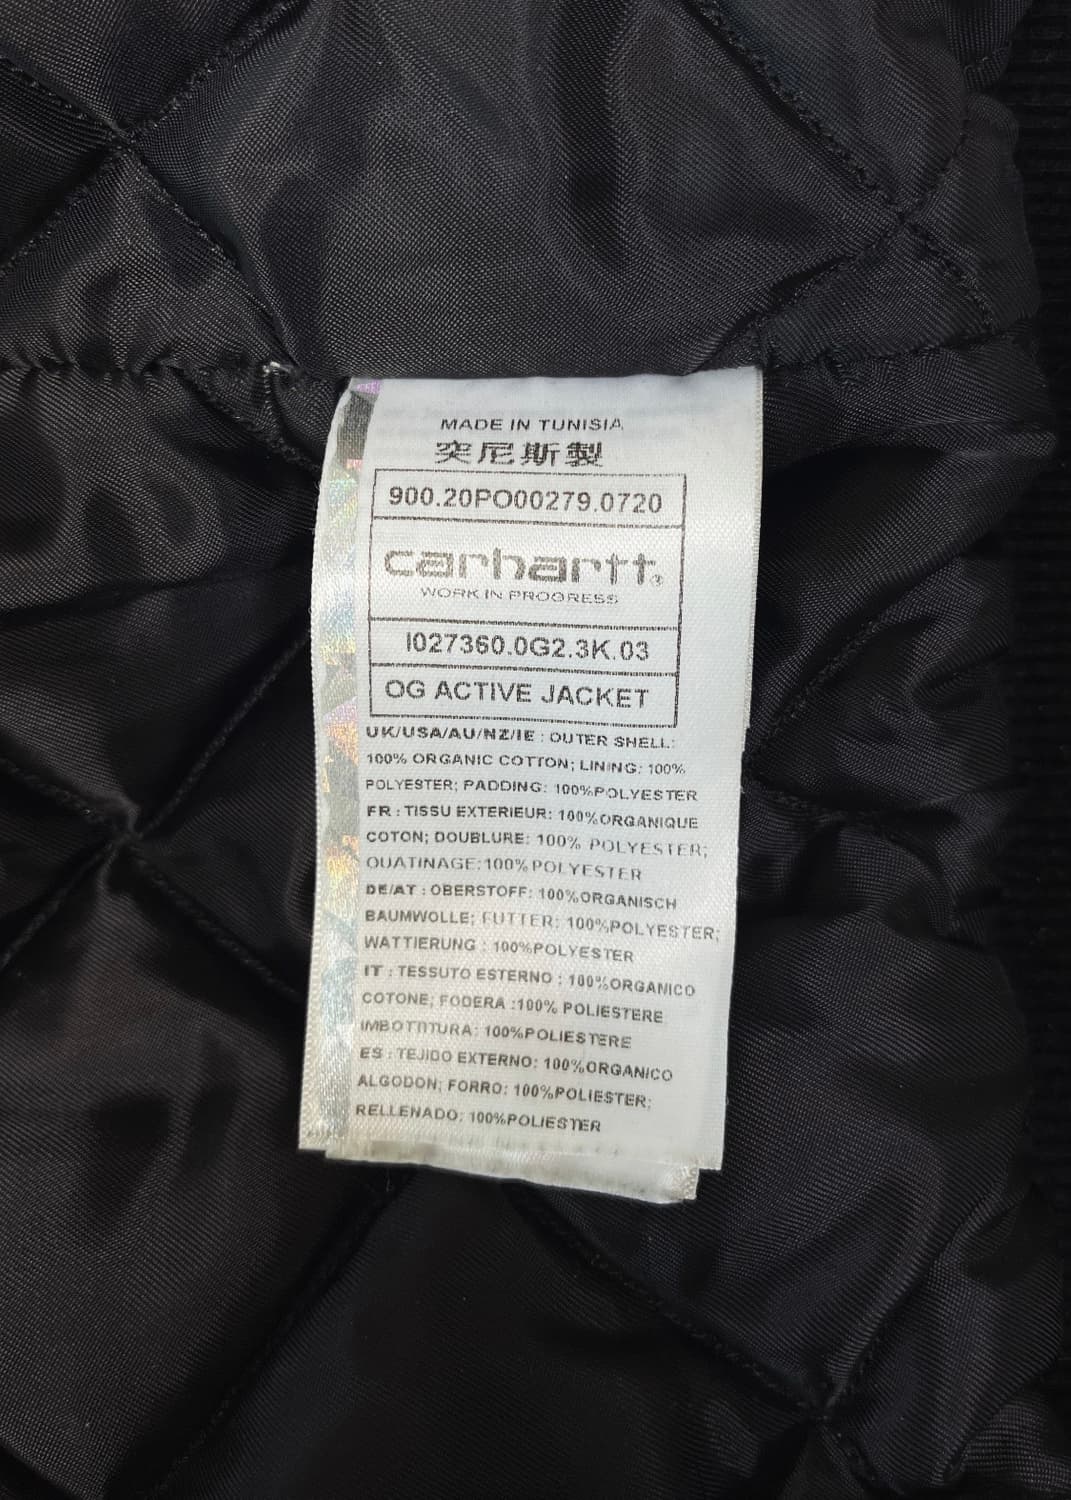 MADE IN TUNISIA
突尼斯製
900.20PO00279.0720
carhartt®
WORK IN PROGRESS
I027360.0G2.3K.03
OG ACTIVE JACKET
UK/USA/AU/NZ/IE : OUTER SHELL:
100% ORGANIC COTTON; LINING: 100%
POLYESTER; PADDING: 100%POLYESTER
FR : TISSU EXTERIEUR: 100%ORGANIQUE
COTON; DOUBLURE: 100% POLYESTER;
OUATINAGE:100% POLYESTER
DE/AT : OBERSTOFF: 100%ORGANISCH
BAUMWOLLE; FUTTER: 100%POLYESTER;
WATTIERUNG : 100%POLYESTER
IT : TESSUTO ESTERNO : 100%ORGANICO
COTONE; FODERA :100% POLIESTERE
IMBOTITURA: 100%POLIESTERE
ES : TEJIDO EXTERNO: 100%ORGANICO
ALGODON; FORRO: 100%POLIESTER;
RELLENADO: 100%POLIESTER